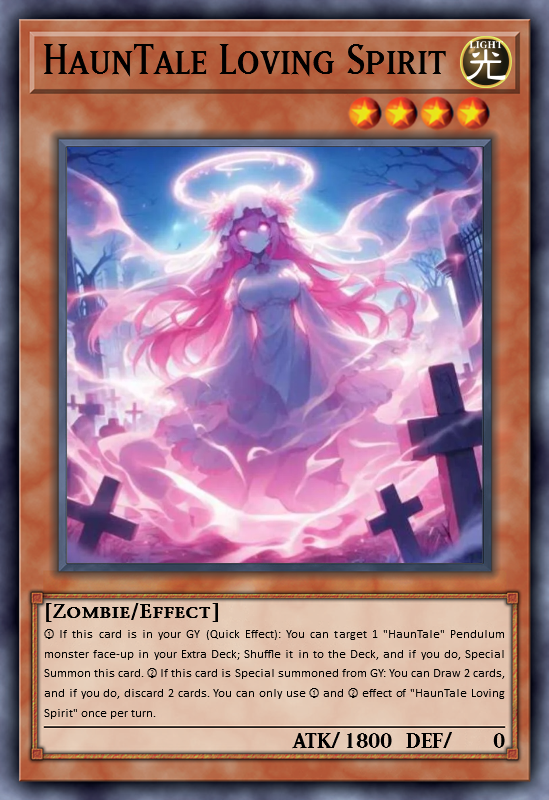 HaunTale Loving Spirit
LIGHT
光
[Zombie/Effect]
① If this card is in your GY (Quick Effect): You can target 1 "HaunTale" Pendulum
monster face-up in your Extra Deck; Shuffle it in to the Deck, and if you do, Special
Summon this card. ② If this card is Special summoned from GY: You can Draw 2 cards,
and if you do, discard 2 cards. You can only use ① and ② effect of "HaunTale Loving
Spirit" once per turn.
ATK/ 1800 DEF/ 0